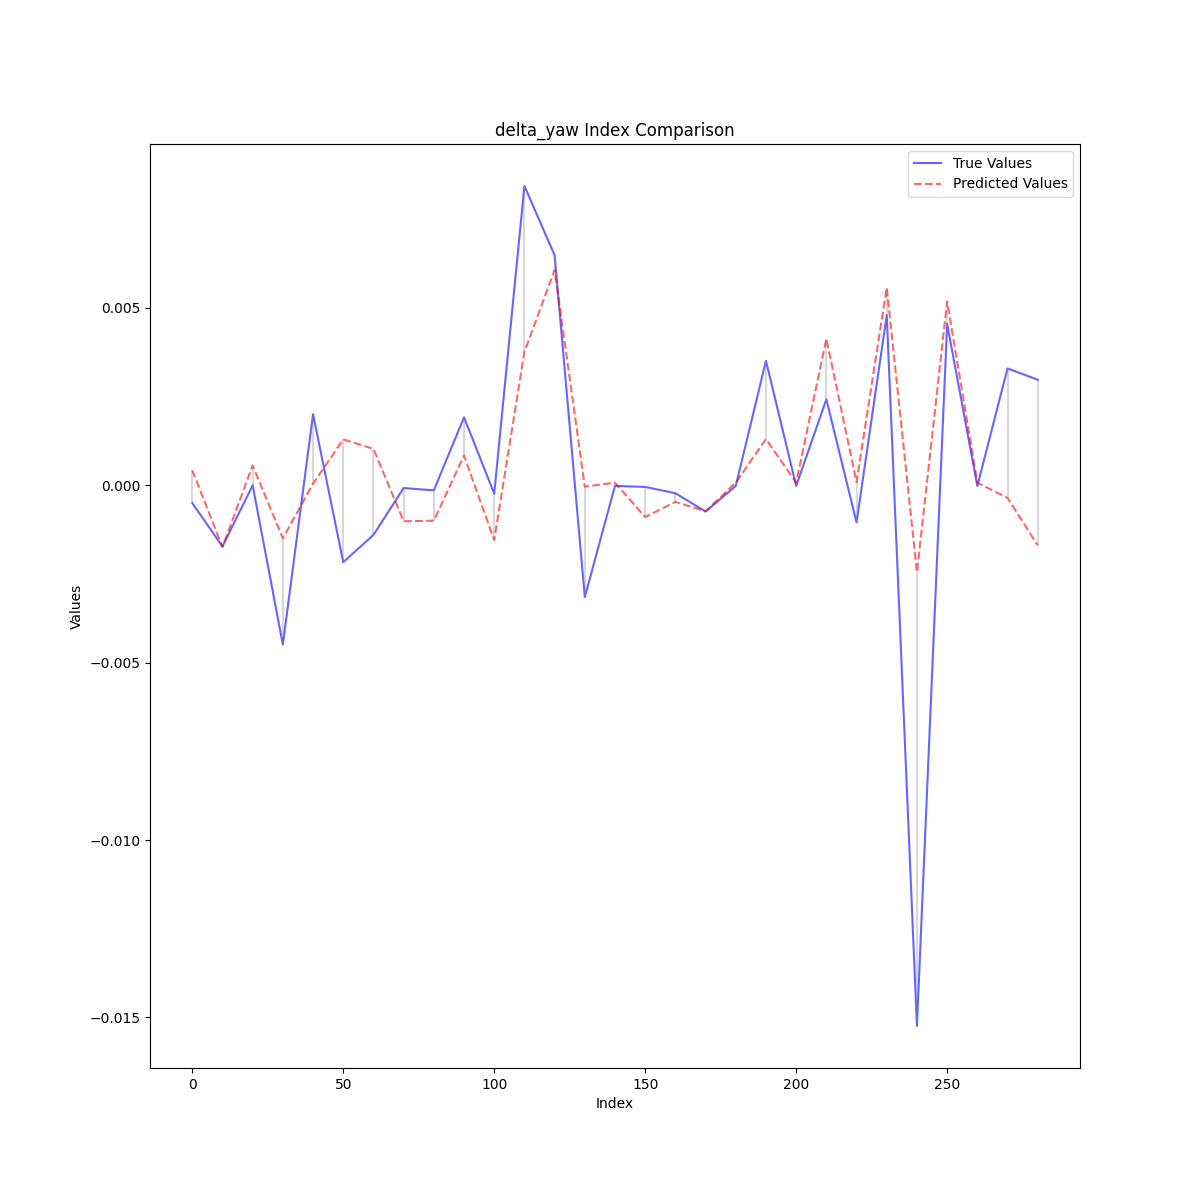 delta_yaw Index Comparison
True Values
Predicted Values
0.005
0.000
−0.005
−0.010
−0.015
Values
0 50 100 150 200 250
Index